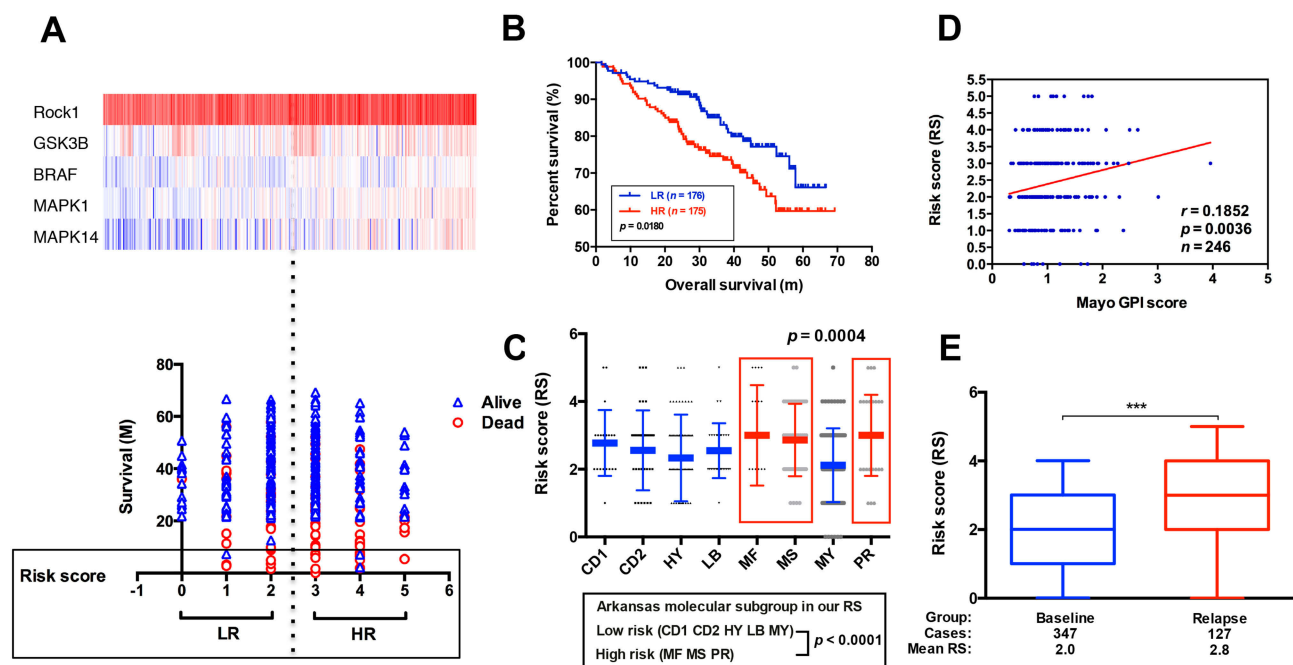 A
Rock1
GSK3B
BRAF
MAPK1
MAPK14
Survival (M)
80
60
40
20
Alive
Dead
Risk score
-1 0 1 2 3 4 5 6
LR HR
B
Percent survival (%)
100
90
80
70
60
50
LR (n = 176)
HR (n = 175)
p = 0.0180
0 10 20 30 40 50 60 70 80
Overall survival (m)
C
p = 0.0004
Risk score (RS)
6
4
2
0
CD1 CD2 HY LB MF MS MY PR
Arkansas molecular subgroup in our RS
Low risk (CD1 CD2 HY LB MY)
High risk (MF MS PR)
p < 0.0001
D
Risk score (RS)
5.5
5.0
4.5
4.0
3.5
3.0
2.5
2.0
1.5
1.0
0.5
0.0
r = 0.1852
p = 0.0036
n = 246
0 1 2 3 4 5
Mayo GPI score
E
***
Risk score (RS)
6
4
2
0
Group: Baseline Relapse
Cases: 347 127
Mean RS: 2.0 2.8